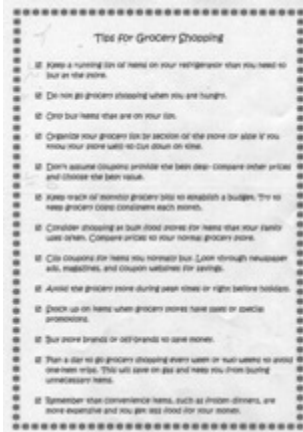 Tips for Grocery Shopping
Keep a running list of items on your refrigerator that you need to
buy at the store.
Do not go grocery shopping when you are hungry.
Only buy items that are on your list.
Organize your grocery list by section of the store (or aisle if you
know your store well) to cut down on time.
Don't assume coupons provide the best deal. Compare other prices
and choose the best value.
Keep track of monthly grocery bills to establish a budget. Try to
keep grocery costs consistent each month.
Consider shopping at bulk food stores for items that your family
uses often. Compare prices to your normal grocery store.
Clip coupons for items you normally buy. Look through newspaper
ads, magazines, and coupon websites for savings.
Avoid the grocery store during peak times or right before holidays.
Stock up on items when grocery stores have sales or special
promotions.
Buy store brands or off-brands to save money.
Plan a day to go grocery shopping every week or two weeks to avoid
one-item trips. This will save on gas and keep you from buying
unnecessary items.
Remember that convenience items, such as frozen dinners, are
more expensive and you get less food for your money.